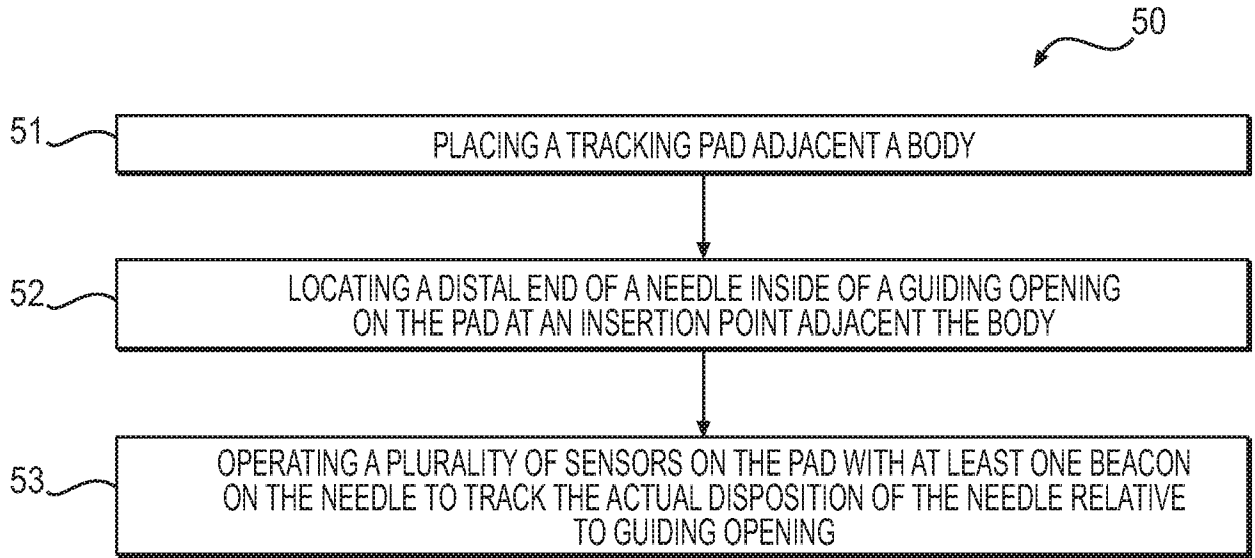 50
51
PLACING A TRACKING PAD ADJACENT A BODY
52
LOCATING A DISTAL END OF A NEEDLE INSIDE OF A GUIDING OPENING
ON THE PAD AT AN INSERTION POINT ADJACENT THE BODY
53
OPERATING A PLURALITY OF SENSORS ON THE PAD WITH AT LEAST ONE BEACON
ON THE NEEDLE TO TRACK THE ACTUAL DISPOSITION OF THE NEEDLE RELATIVE
TO GUIDING OPENING